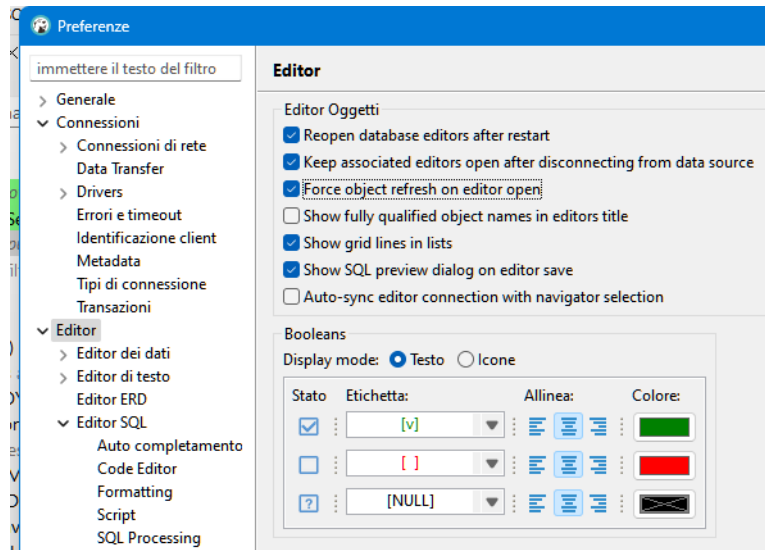 Preferenze
immettere il testo del filtro
Generale
Connessioni
Connessioni di rete
Data Transfer
Drivers
Errori e timeout
Identificazione client
Metadata
Tipi di connessione
Transazioni
Editor
Editor dei dati
Editor di testo
Editor ERD
Editor SQL
Auto completamento
Code Editor
Formatting
Script
SQL Processing
Editor
Editor Oggetti
Reopen database editors after restart
Keep associated editors open after disconnecting from data source
Force object refresh on editor open
Show fully qualified object names in editors title
Show grid lines in lists
Show SQL preview dialog on editor save
Auto-sync editor connection with navigator selection
Booleans
Display mode: Testo Icone
Stato Etichetta: Allinea: Colore:
[v]
[ ]
[NULL]